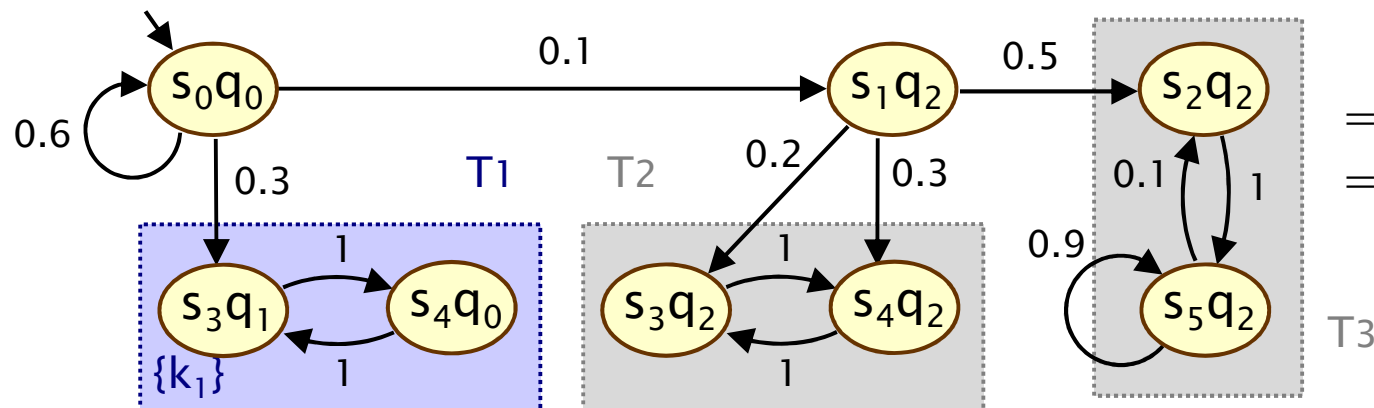 0.1
0.5
s₀q₀
s₁q₂
s₂q₂
=
0.6
0.3
T1
T2
0.2
0.3
0.1
1
=
1
1
0.9
s₃q₁
s₄q₀
s₃q₂
s₄q₂
s₅q₂
T3
{k₁}
1
1